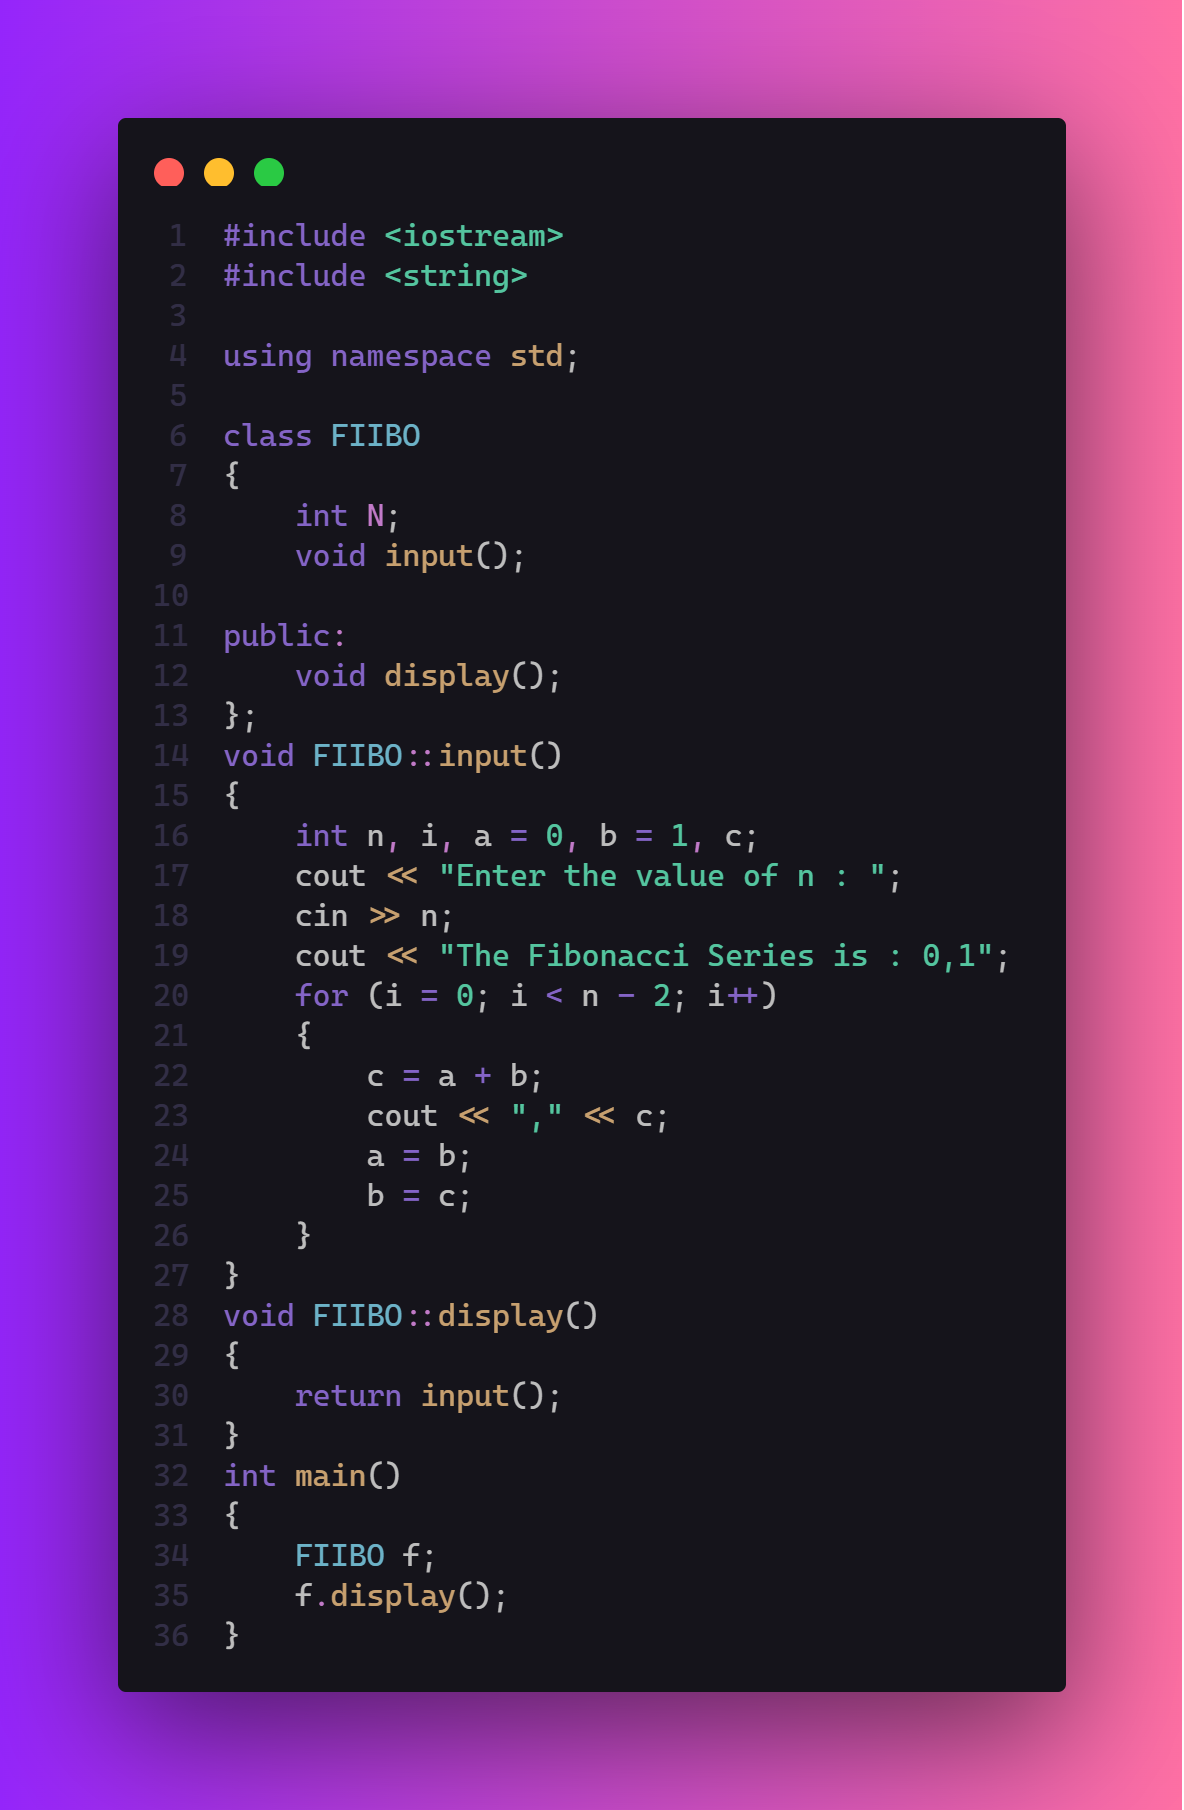 1 #include <iostream>
2 #include <string>
3
4 using namespace std;
5
6 class FIIBO
7 {
8     int N;
9     void input();
10
11 public:
12     void display();
13 };
14 void FIIBO::input()
15 {
16     int n, i, a = 0, b = 1, c;
17     cout << "Enter the value of n : ";
18     cin >> n;
19     cout << "The Fibonacci Series is : 0,1";
20     for (i = 0; i < n - 2; i++)
21     {
22         c = a + b;
23         cout << "," << c;
24         a = b;
25         b = c;
26     }
27 }
28 void FIIBO::display()
29 {
30     return input();
31 }
32 int main()
33 {
34     FIIBO f;
35     f.display();
36 }